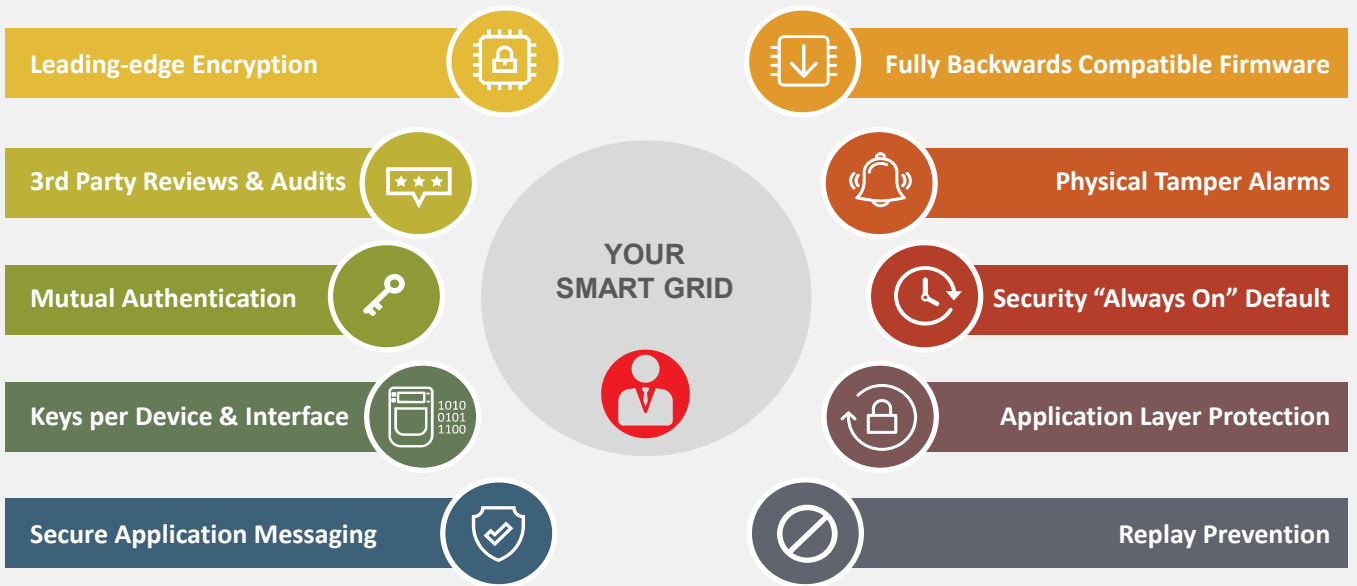 Leading-edge Encryption
3rd Party Reviews & Audits
Mutual Authentication
Keys per Device & Interface
1010
0101
1100
Secure Application Messaging
YOUR
SMART GRID
Fully Backwards Compatible Firmware
Physical Tamper Alarms
Security “Always On” Default
Application Layer Protection
Replay Prevention